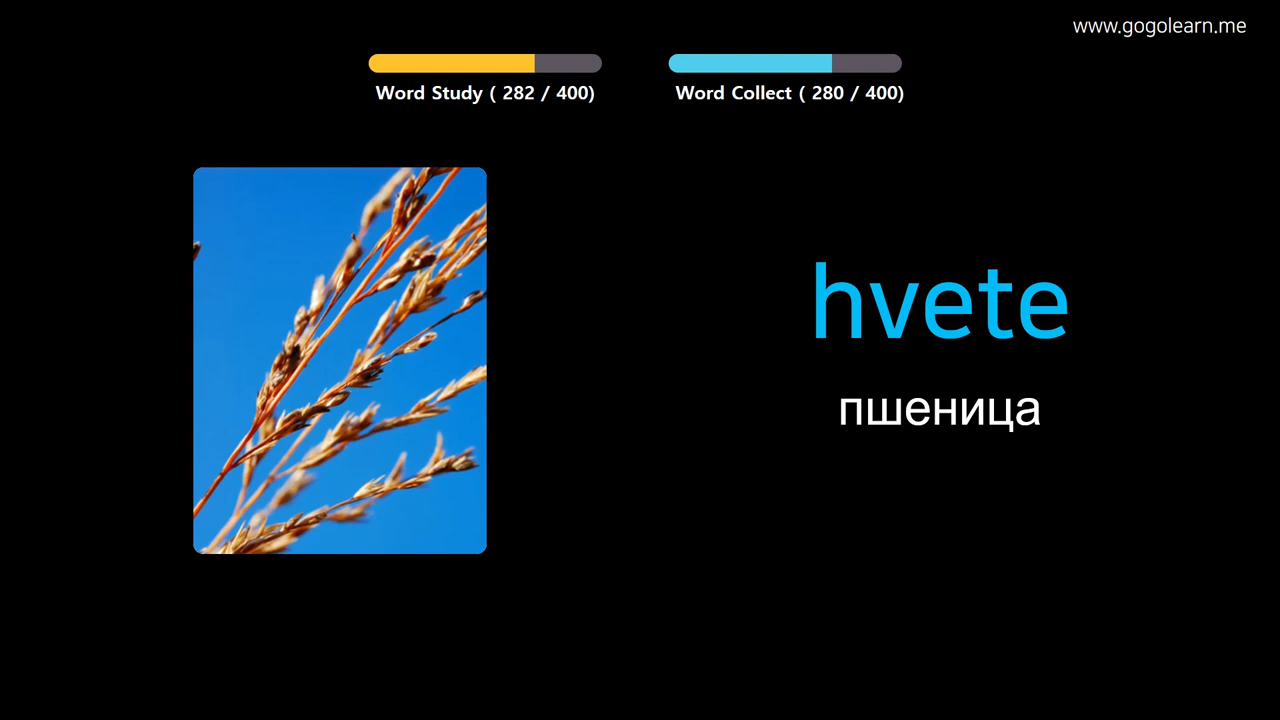 www.gogolearn.me
Word Study ( 282 / 400)
Word Collect ( 280 / 400)
hvete
пшеница